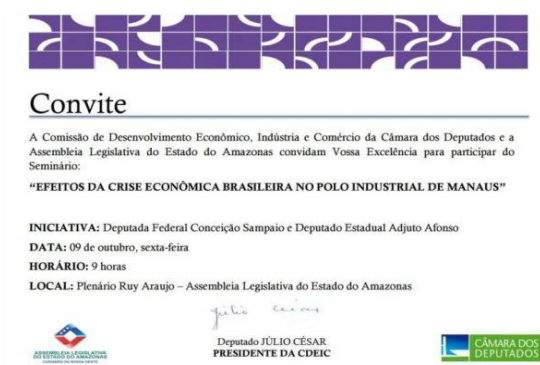 Convite
A Comissão de Desenvolvimento Econômico, Indústria e Comércio da Câmara dos Deputados e a
Assembleia Legislativa do Estado do Amazonas convidam Vossa Excelência para participar do
Seminário:
“EFEITOS DA CRISE ECONÔMICA BRASILEIRA NO POLO INDUSTRIAL DE MANAUS”
INICIATIVA: Deputada Federal Conceição Sampaio e Deputado Estadual Adjuto Afonso
DATA: 09 de outubro, sexta-feira
HORÁRIO: 9 horas
LOCAL: Plenário Ruy Araujo – Assembleia Legislativa do Estado do Amazonas
Júlio César
Deputado JÚLIO CÉSAR
PRESIDENTE DA CDEIC
ASSEMBLEIA LEGISLATIVA
DO ESTADO DO AMAZONAS
CÂMARA DOS
DEPUTADOS